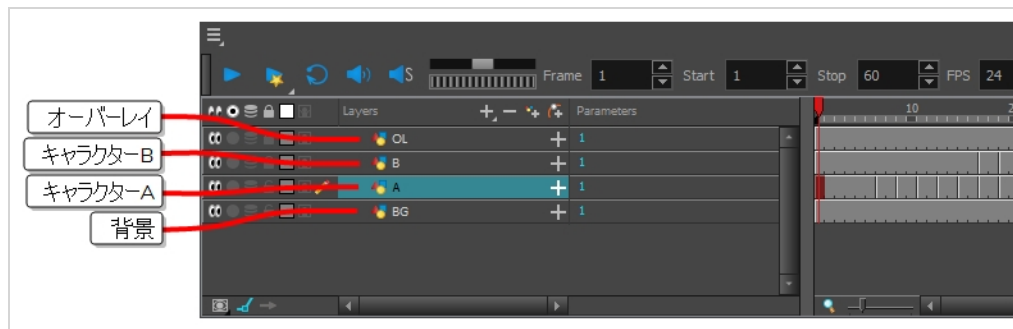 S Frame 1 Start 1 Stop 60 FPS 24
Layers Parameters 10 2
オーバーレイ OL 1
キャラクターB B 1
キャラクターA A 1
背景 BG 1